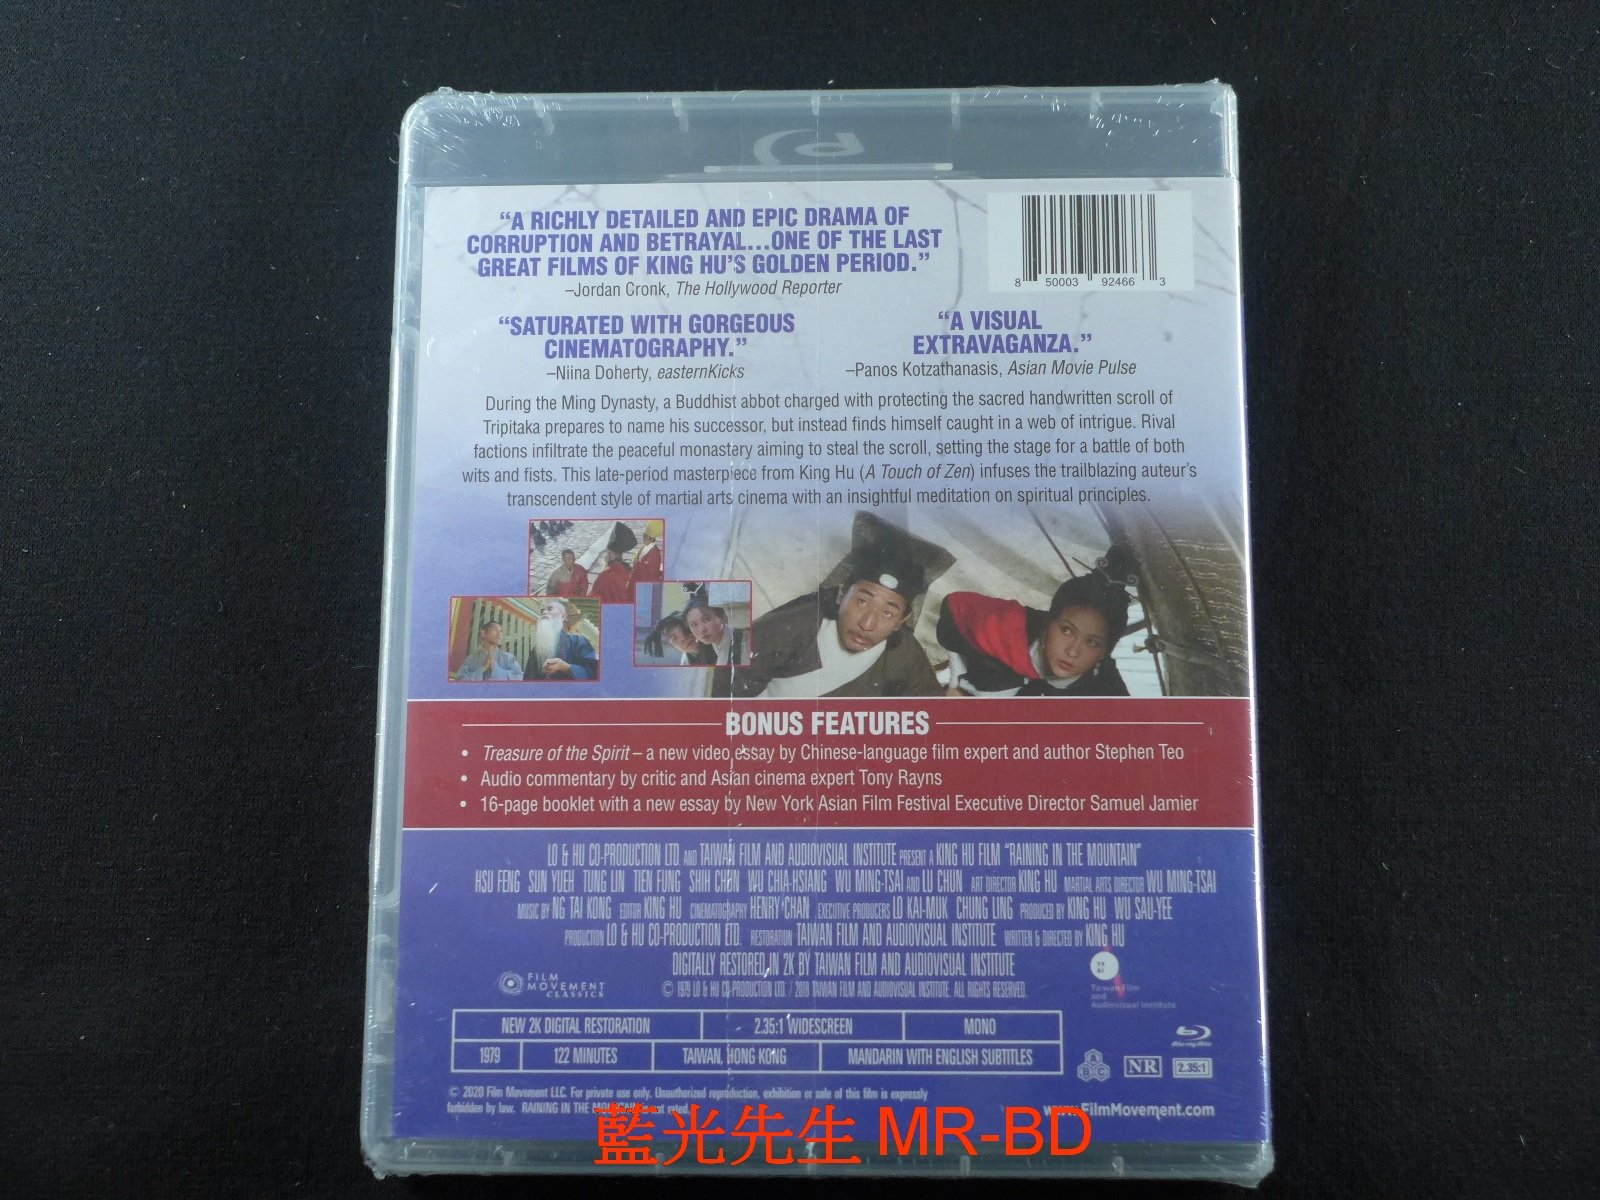 “A RICHLY DETAILED AND EPIC DRAMA OF
CORRUPTION AND BETRAYAL...ONE OF THE LAST
GREAT FILMS OF KING HU’S GOLDEN PERIOD.”
–Jordan Cronk, The Hollywood Reporter
8 50003 92466 3
“SATURATED WITH GORGEOUS
CINEMATOGRAPHY.”
–Niina Doherty, easternKicks
“A VISUAL
EXTRAVAGANZA.”
–Panos Kotzathanasis, Asian Movie Pulse
During the Ming Dynasty, a Buddhist abbot charged with protecting the sacred handwritten scroll of
Tripitaka prepares to name his successor, but instead finds himself caught in a web of intrigue. Rival
factions infiltrate the peaceful monastery aiming to steal the scroll, setting the stage for a battle of both
wits and fists. This late-period masterpiece from King Hu (A Touch of Zen) infuses the trailblazing auteur’s
transcendent style of martial arts cinema with an insightful meditation on spiritual principles.
BONUS FEATURES
• Treasure of the Spirit – a new video essay by Chinese-language film expert and author Stephen Teo
• Audio commentary by critic and Asian cinema expert Tony Rayns
• 16-page booklet with a new essay by New York Asian Film Festival Executive Director Samuel Jamier
LO & HU CO-PRODUCTION LTD. AND TAIWAN FILM AND AUDIOVISUAL INSTITUTE PRESENT A KING HU FILM “RAINING IN THE MOUNTAIN”
HSU FENG SUN YUEH TUNG LIN TIEN FUNG SHIH CHUN WU CHIA-HSIANG WU MING-TSAI AND LU CHUN ART DIRECTOR KING HU MARTIAL ARTS DIRECTOR WU MING-TSAI
MUSIC BY NG TAI KONG EDITOR KING HU CINEMATOGRAPHY HENRY CHAN EXECUTIVE PRODUCERS LO KAI-MUK CHUNG LING PRODUCED BY KING HU WU SAU-YEE
PRODUCTION LO & HU CO-PRODUCTION LTD. RESTORATION TAIWAN FILM AND AUDIOVISUAL INSTITUTE WRITTEN & DIRECTED BY KING HU
DIGITALLY RESTORED IN 2K BY TAIWAN FILM AND AUDIOVISUAL INSTITUTE
© 1979 LO & HU CO-PRODUCTION LTD. / 2018 TAIWAN FILM AND AUDIOVISUAL INSTITUTE. ALL RIGHTS RESERVED.
FILM
MOVEMENT
CLASSICS
TF
AI
Taiwan Film
and
Audiovisual Institute
NEW 2K DIGITAL RESTORATION 2.35:1 WIDESCREEN MONO
1979 122 MINUTES TAIWAN, HONG KONG MANDARIN WITH ENGLISH SUBTITLES
Blu-ray Disc
A B C
NR
2.35:1
© 2020 Film Movement LLC. For private use only. Unauthorized reproduction, exhibition or sale of this film is expressly
forbidden by law. RAINING IN THE MOUNTAIN is not rated.
www.FilmMovement.com
藍光先生 MR-BD